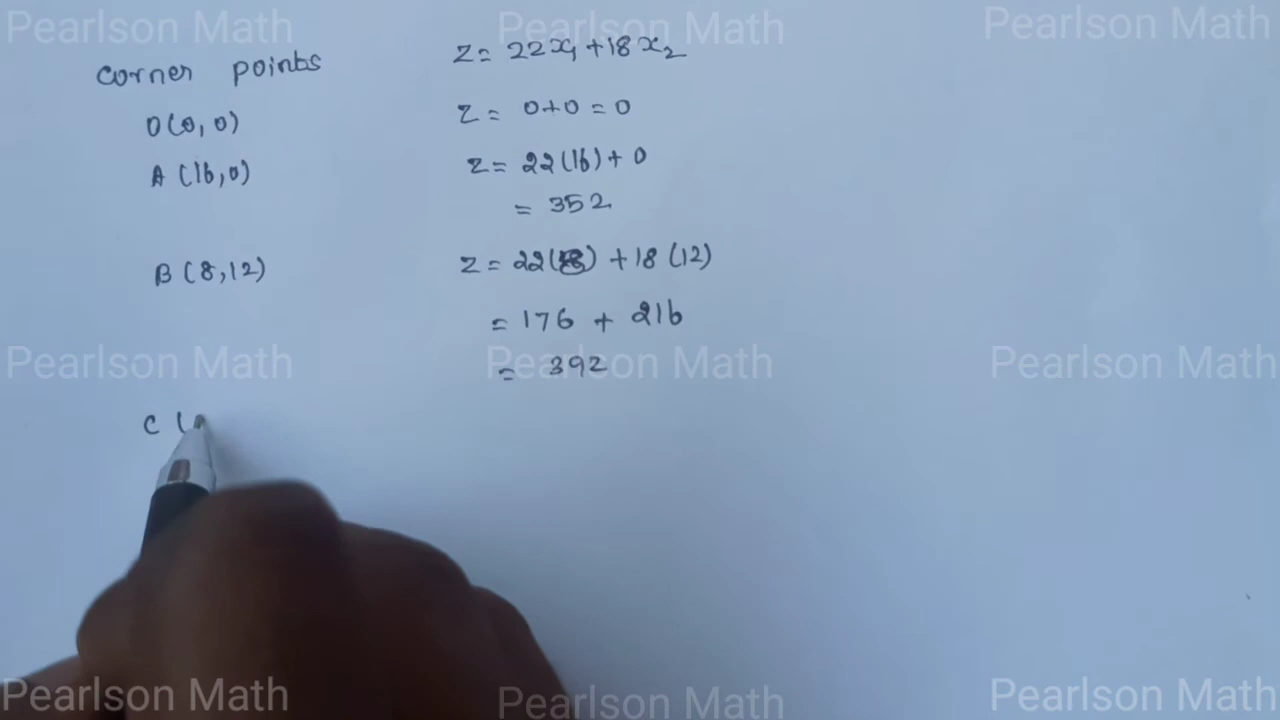 Pearlson Math Pearlson Math Pearlson Math
corner points Z = 22x1 + 18x2
O(0, 0) Z = 0+0 = 0
A (16,0) Z = 22(16) + 0
= 352
B (8,12) Z = 22(8) + 18 (12)
= 176 + 216
Pearlson Math Pearlson Math Pearlson Math
= 392
C (
Pearlson Math Pearlson Math Pearlson Math